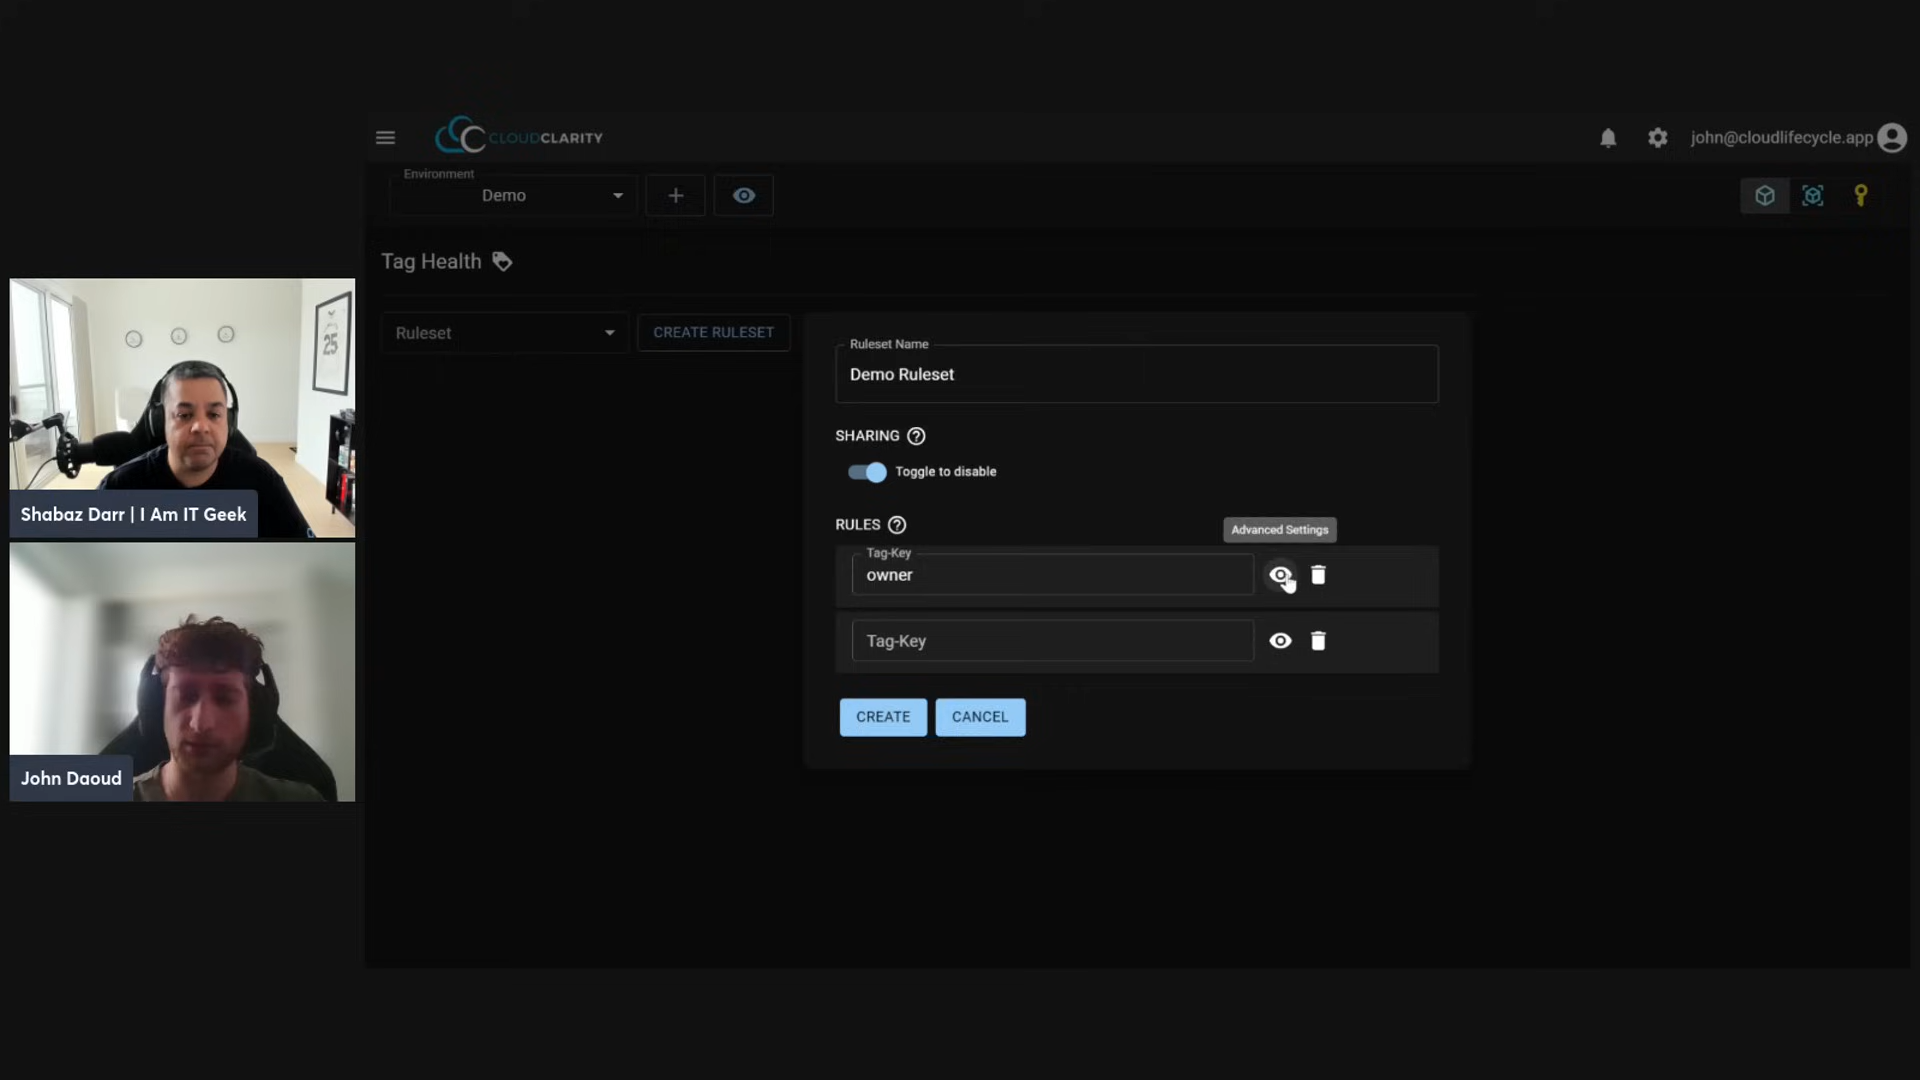 CLOUDCLARITY
john@cloudlifecycle.app
Environment
Demo
Tag Health
Ruleset
CREATE RULESET
Ruleset Name
Demo Ruleset
SHARING
Toggle to disable
RULES
Advanced Settings
Tag-Key
owner
Tag-Key
CREATE
CANCEL
25
Shabaz Darr | I Am IT Geek
John Daoud